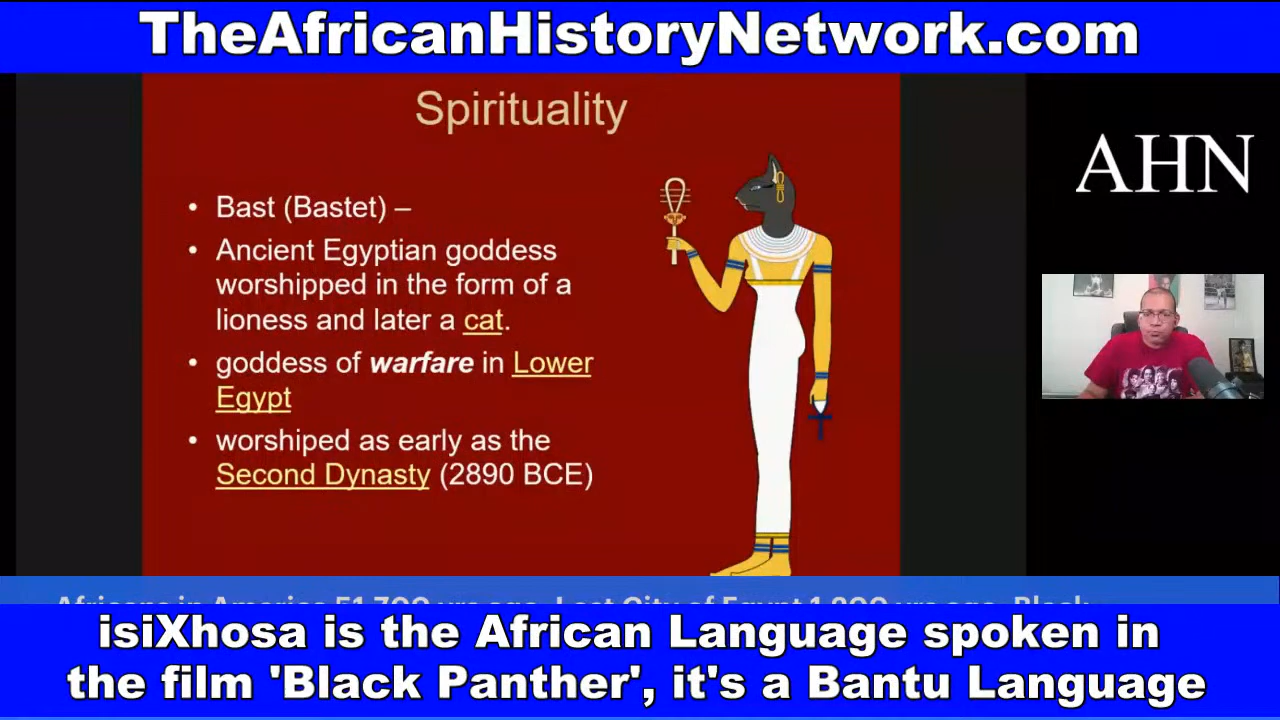 TheAfricanHistoryNetwork.com
Spirituality
AHN
• Bast (Bastet) –
• Ancient Egyptian goddess
worshipped in the form of a
lioness and later a cat.
• goddess of warfare in Lower
Egypt
• worshiped as early as the
Second Dynasty (2890 BCE)
isiXhosa is the African Language spoken in
the film 'Black Panther', it's a Bantu Language